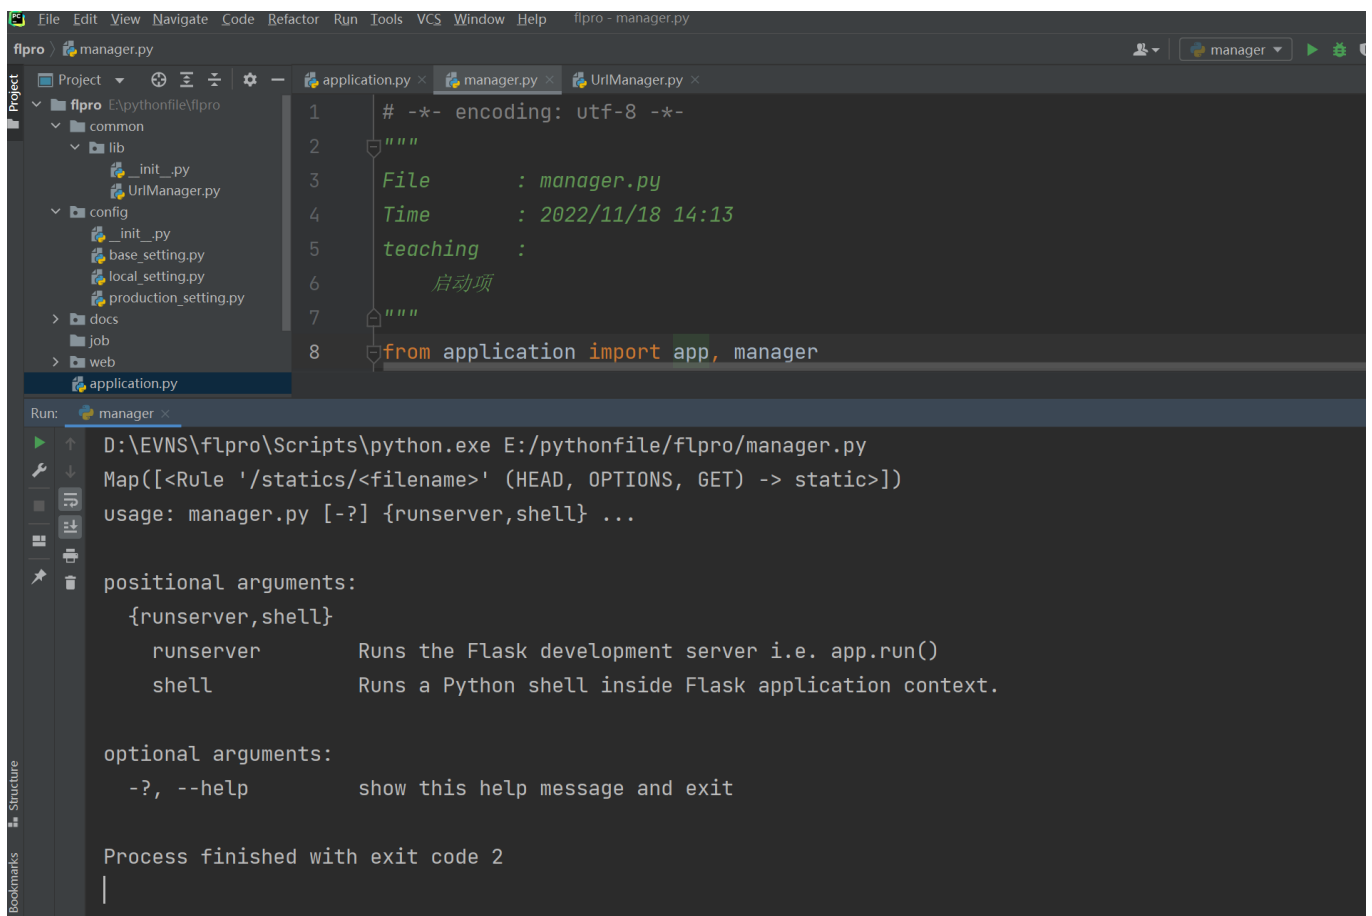 PC File Edit View Navigate Code Refactor Run Tools VCS Window Help flpro - manager.py
flpro manager.py manager
Project Project application.py manager.py UrlManager.py
flpro E:\pythonfile\flpro
common
lib
__init__.py
UrlManager.py
config
__init__.py
base_setting.py
local_setting.py
production_setting.py
docs
job
web
application.py
1 # -*- encoding: utf-8 -*-
2 """
3 File : manager.py
4 Time : 2022/11/18 14:13
5 teaching :
6 启动项
7 """
8 from application import app, manager
Run: manager
D:\EVNS\flpro\Scripts\python.exe E:/pythonfile/flpro/manager.py
Map([<Rule '/statics/<filename>' (HEAD, OPTIONS, GET) -> static>])
usage: manager.py [-?] {runserver,shell} ...
positional arguments:
{runserver,shell}
runserver Runs the Flask development server i.e. app.run()
shell Runs a Python shell inside Flask application context.
optional arguments:
-?, --help show this help message and exit
Process finished with exit code 2
Structure
Bookmarks